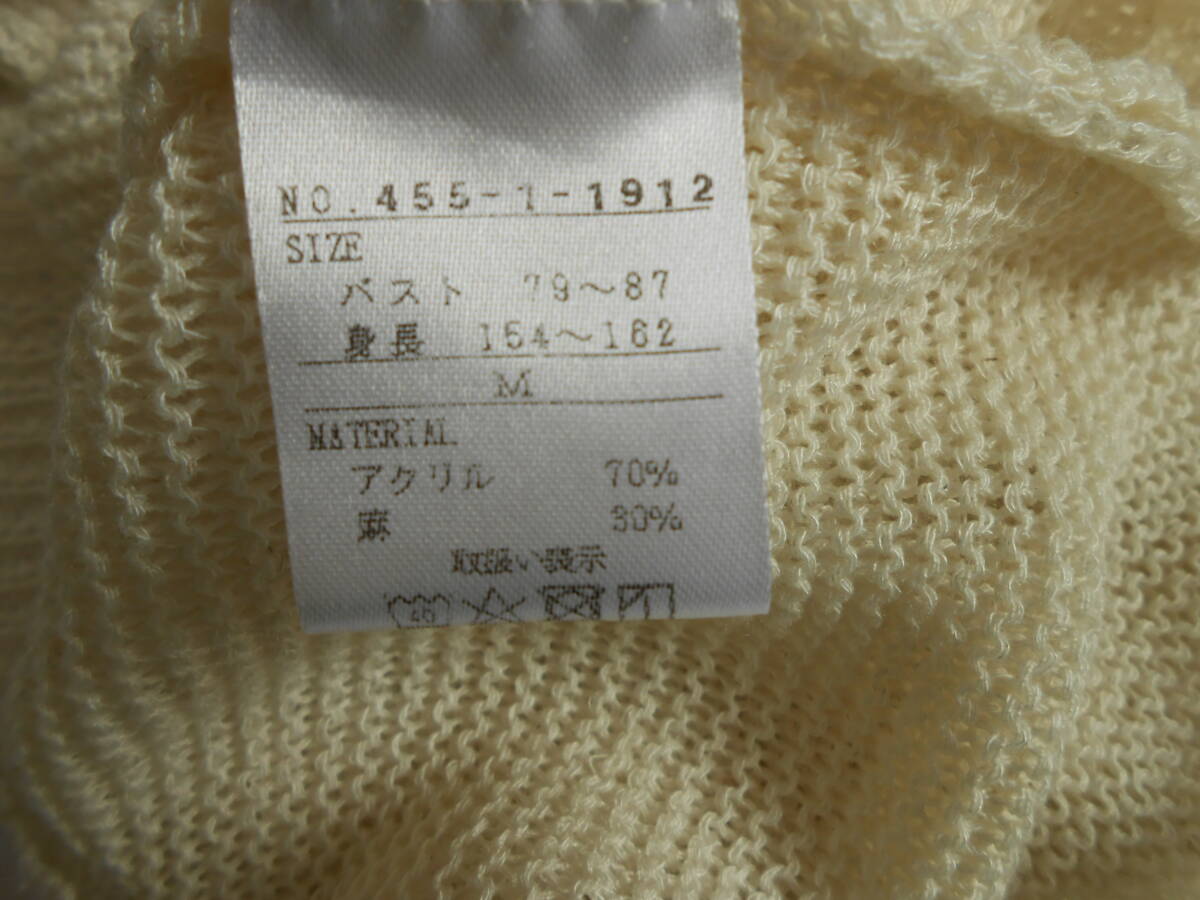 NO.455-1-1912
SIZE
バスト 79～87
身長 154～162
M
MATERIAL
アクリル 70%
麻 30%
取扱い表示
40